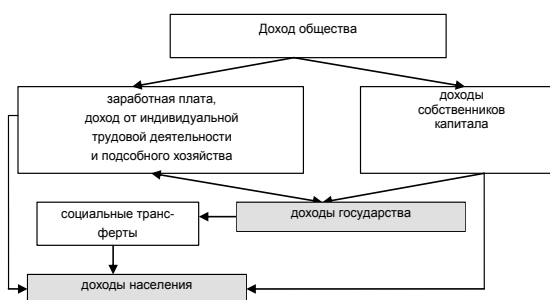 Доход общества
заработная плата,
доход от индивидуальной
трудовой деятельности
и подсобного хозяйства
доходы
собственников
капитала
социальные транс-
ферты
доходы государства
доходы населения